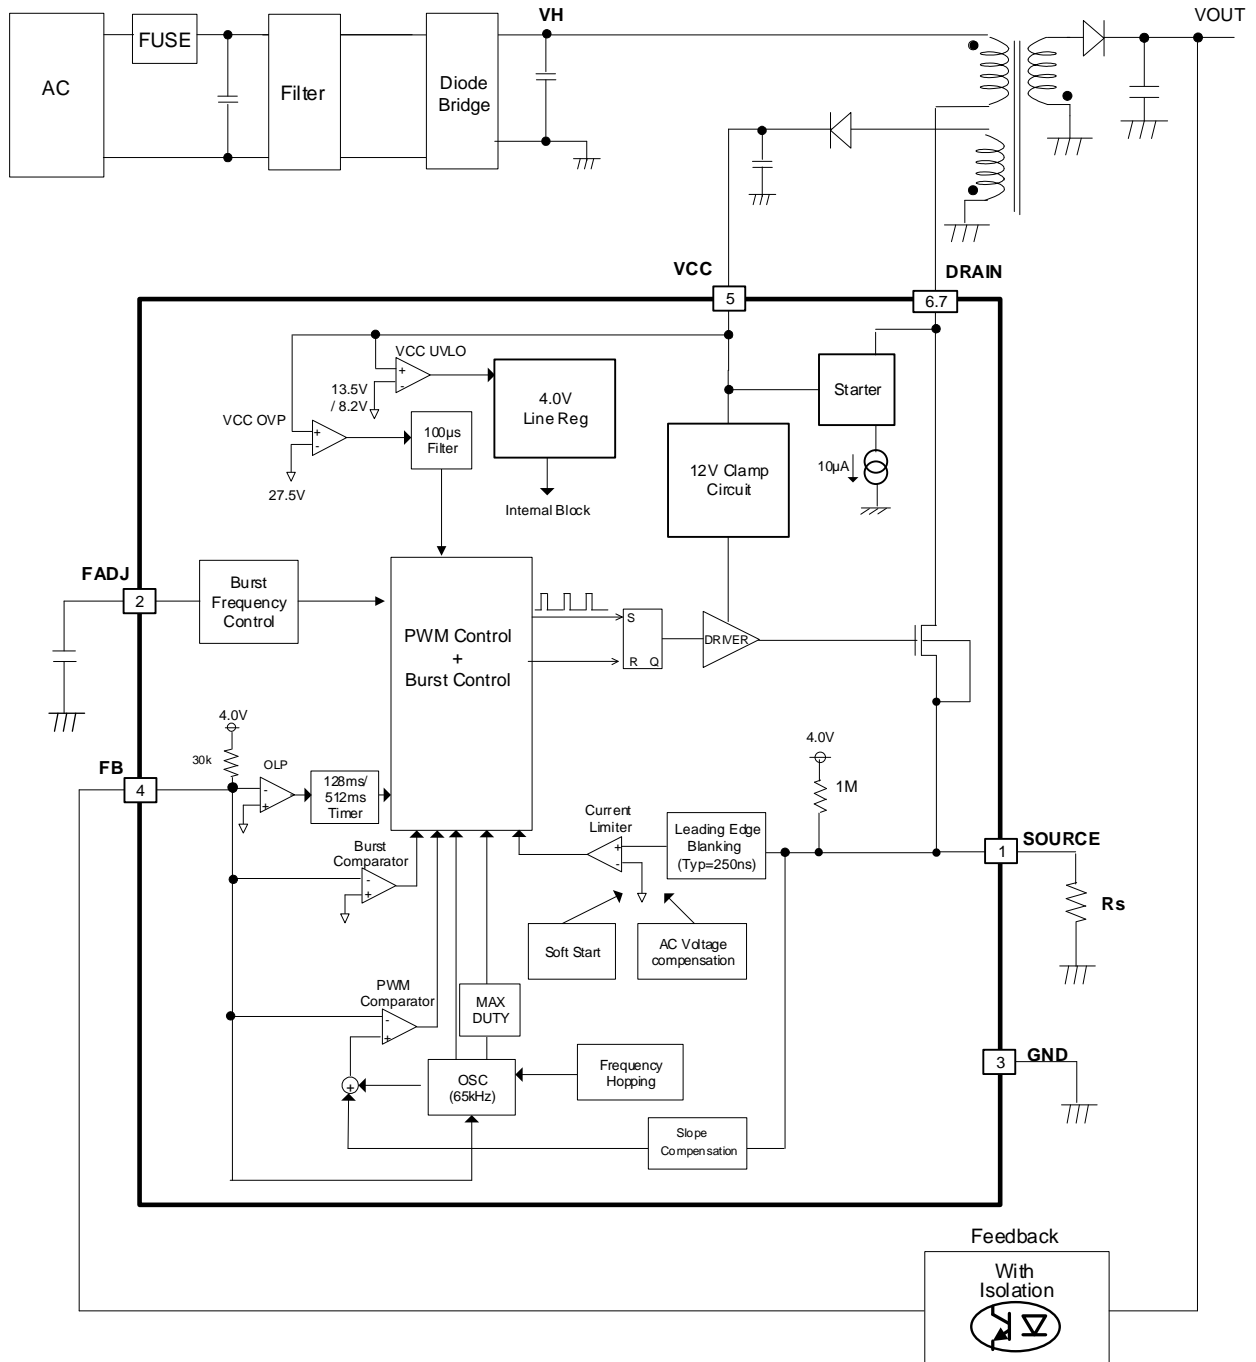 VH
VOUT
FUSE
AC
Filter
Diode
Bridge
VCC
DRAIN
5
6.7
VCC UVLO
+
-
13.5V
/ 8.2V
4.0V
Line Reg
Starter
VCC OVP
+
-
100µs
Filter
27.5V
12V Clamp
Circuit
10µA
Internal Block
FADJ
2
Burst
Frequency
Control
PWM Control
+
Burst Control
S
R Q
DRIVER
4.0V
30k
OLP
FB
4
-
+
128ms/
512ms
Timer
4.0V
1M
Current
Limiter
+
-
Leading Edge
Blanking
(Typ=250ns)
SOURCE
1
Rs
Burst
Comparator
-
+
Soft Start
AC Voltage
compensation
PWM
Comparator
-
+
MAX
DUTY
+
OSC
(65kHz)
Frequency
Hopping
GND
3
Slope
Compensation
Feedback
With
Isolation